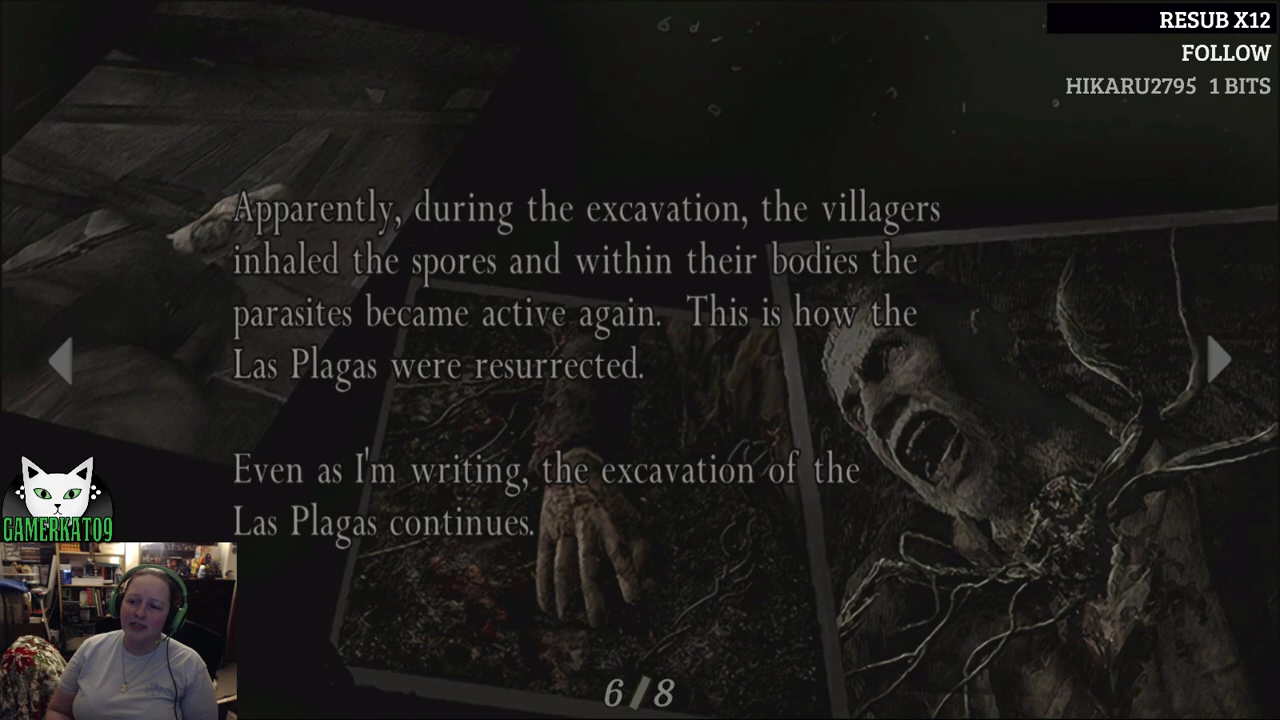 RESUB X12
FOLLOW
HIKARU2795 1 BITS
Apparently, during the excavation, the villagers
inhaled the spores and within their bodies the
parasites became active again. This is how the
Las Plagas were resurrected.
Even as I'm writing, the excavation of the
Las Plagas continues.
GAMERKAT09
6/8